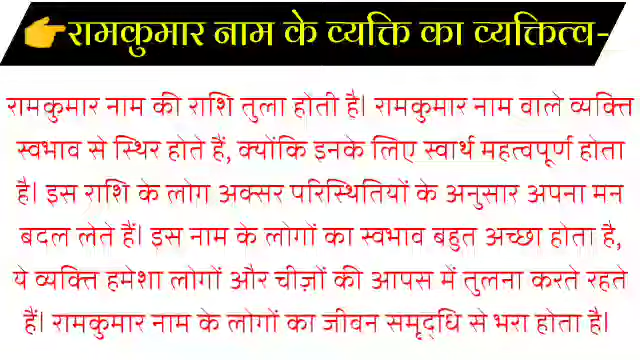 👉रामकुमार नाम के व्यक्ति का व्यक्तित्व-
रामकुमार नाम की राशि तुला होती है। रामकुमार नाम वाले व्यक्ति
स्वभाव से स्थिर होते हैं, क्योंकि इनके लिए स्वार्थ महत्वपूर्ण होता
है। इस राशि के लोग अक्सर परिस्थितियों के अनुसार अपना मन
बदल लेते हैं। इस नाम के लोगों का स्वभाव बहुत अच्छा होता है,
ये व्यक्ति हमेशा लोगों और चीज़ों की आपस में तुलना करते रहते
हैं। रामकुमार नाम के लोगों का जीवन समृद्धि से भरा होता है।